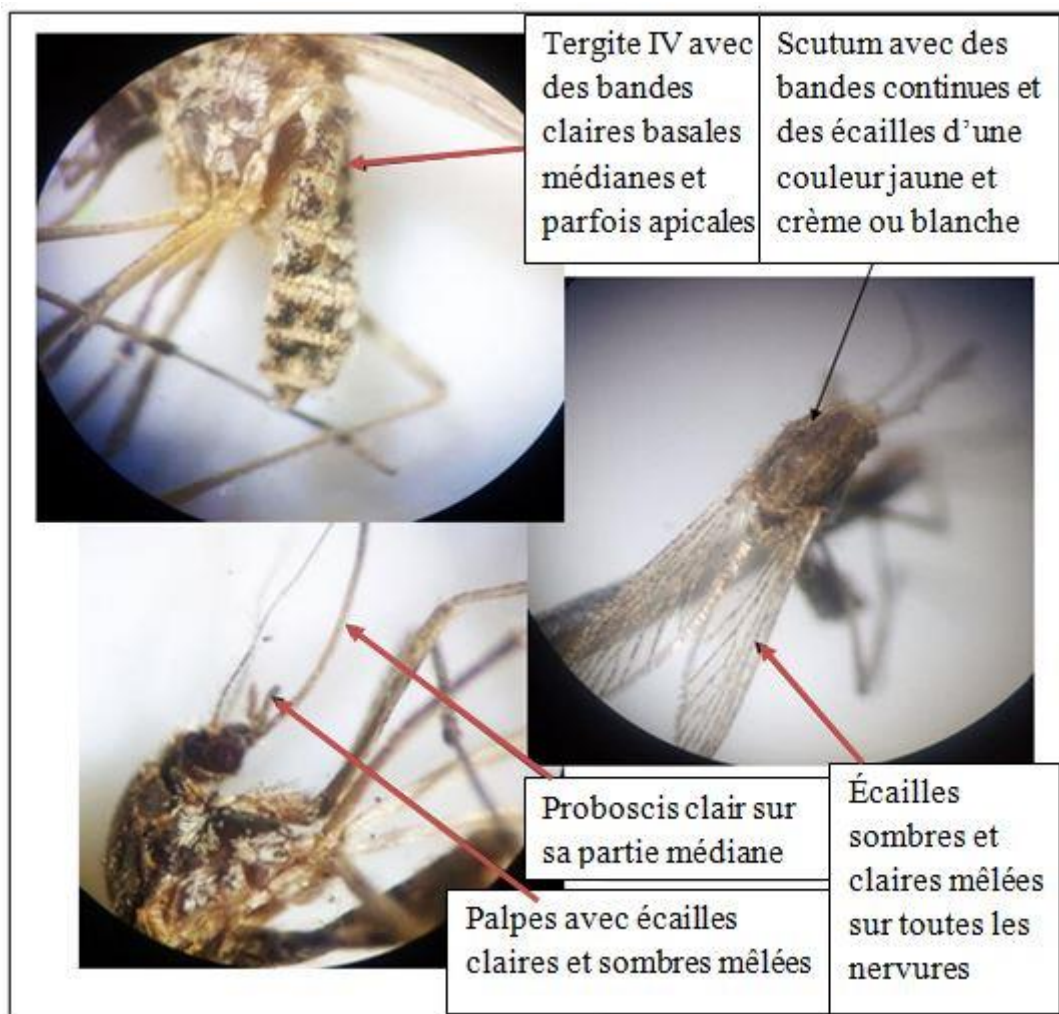 Tergite IV avec
des bandes
claires basales
médianes et
parfois apicales
Scutum avec des
bandes continues et
des écailles d’une
couleur jaune et
crème ou blanche
Proboscis clair sur
sa partie médiane
Palpes avec écailles
claires et sombres mêlées
Écailles
sombres et
claires mêlées
sur toutes les
nervures